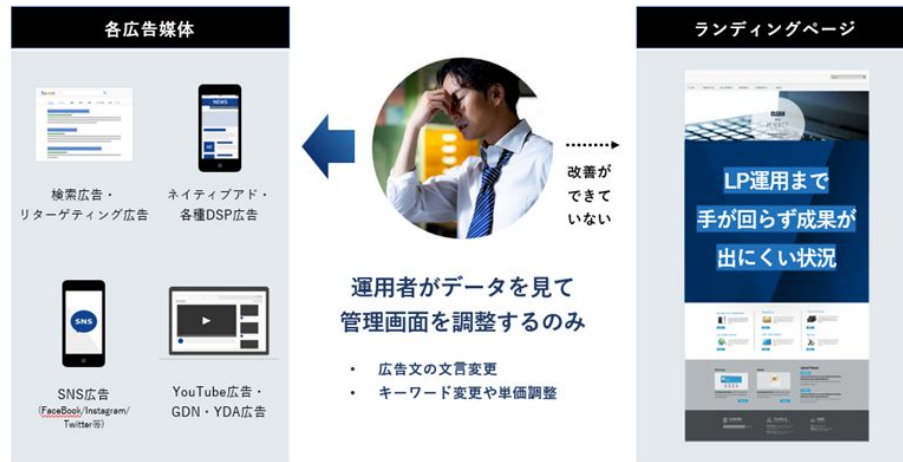 各広告媒体
検索広告・
リターゲティング広告
NEWS
ネイティブアド・
各種DSP広告
SNS
SNS広告
(FaceBook/Instagram/
Twitter等)
YouTube広告・
GDN・YDA広告
改善が
できて
いない
運用者がデータを見て
管理画面を調整するのみ
• 広告文の文言変更
• キーワード変更や単価調整
ランディングページ
LP運用まで
手が回らず成果が
出にくい状況